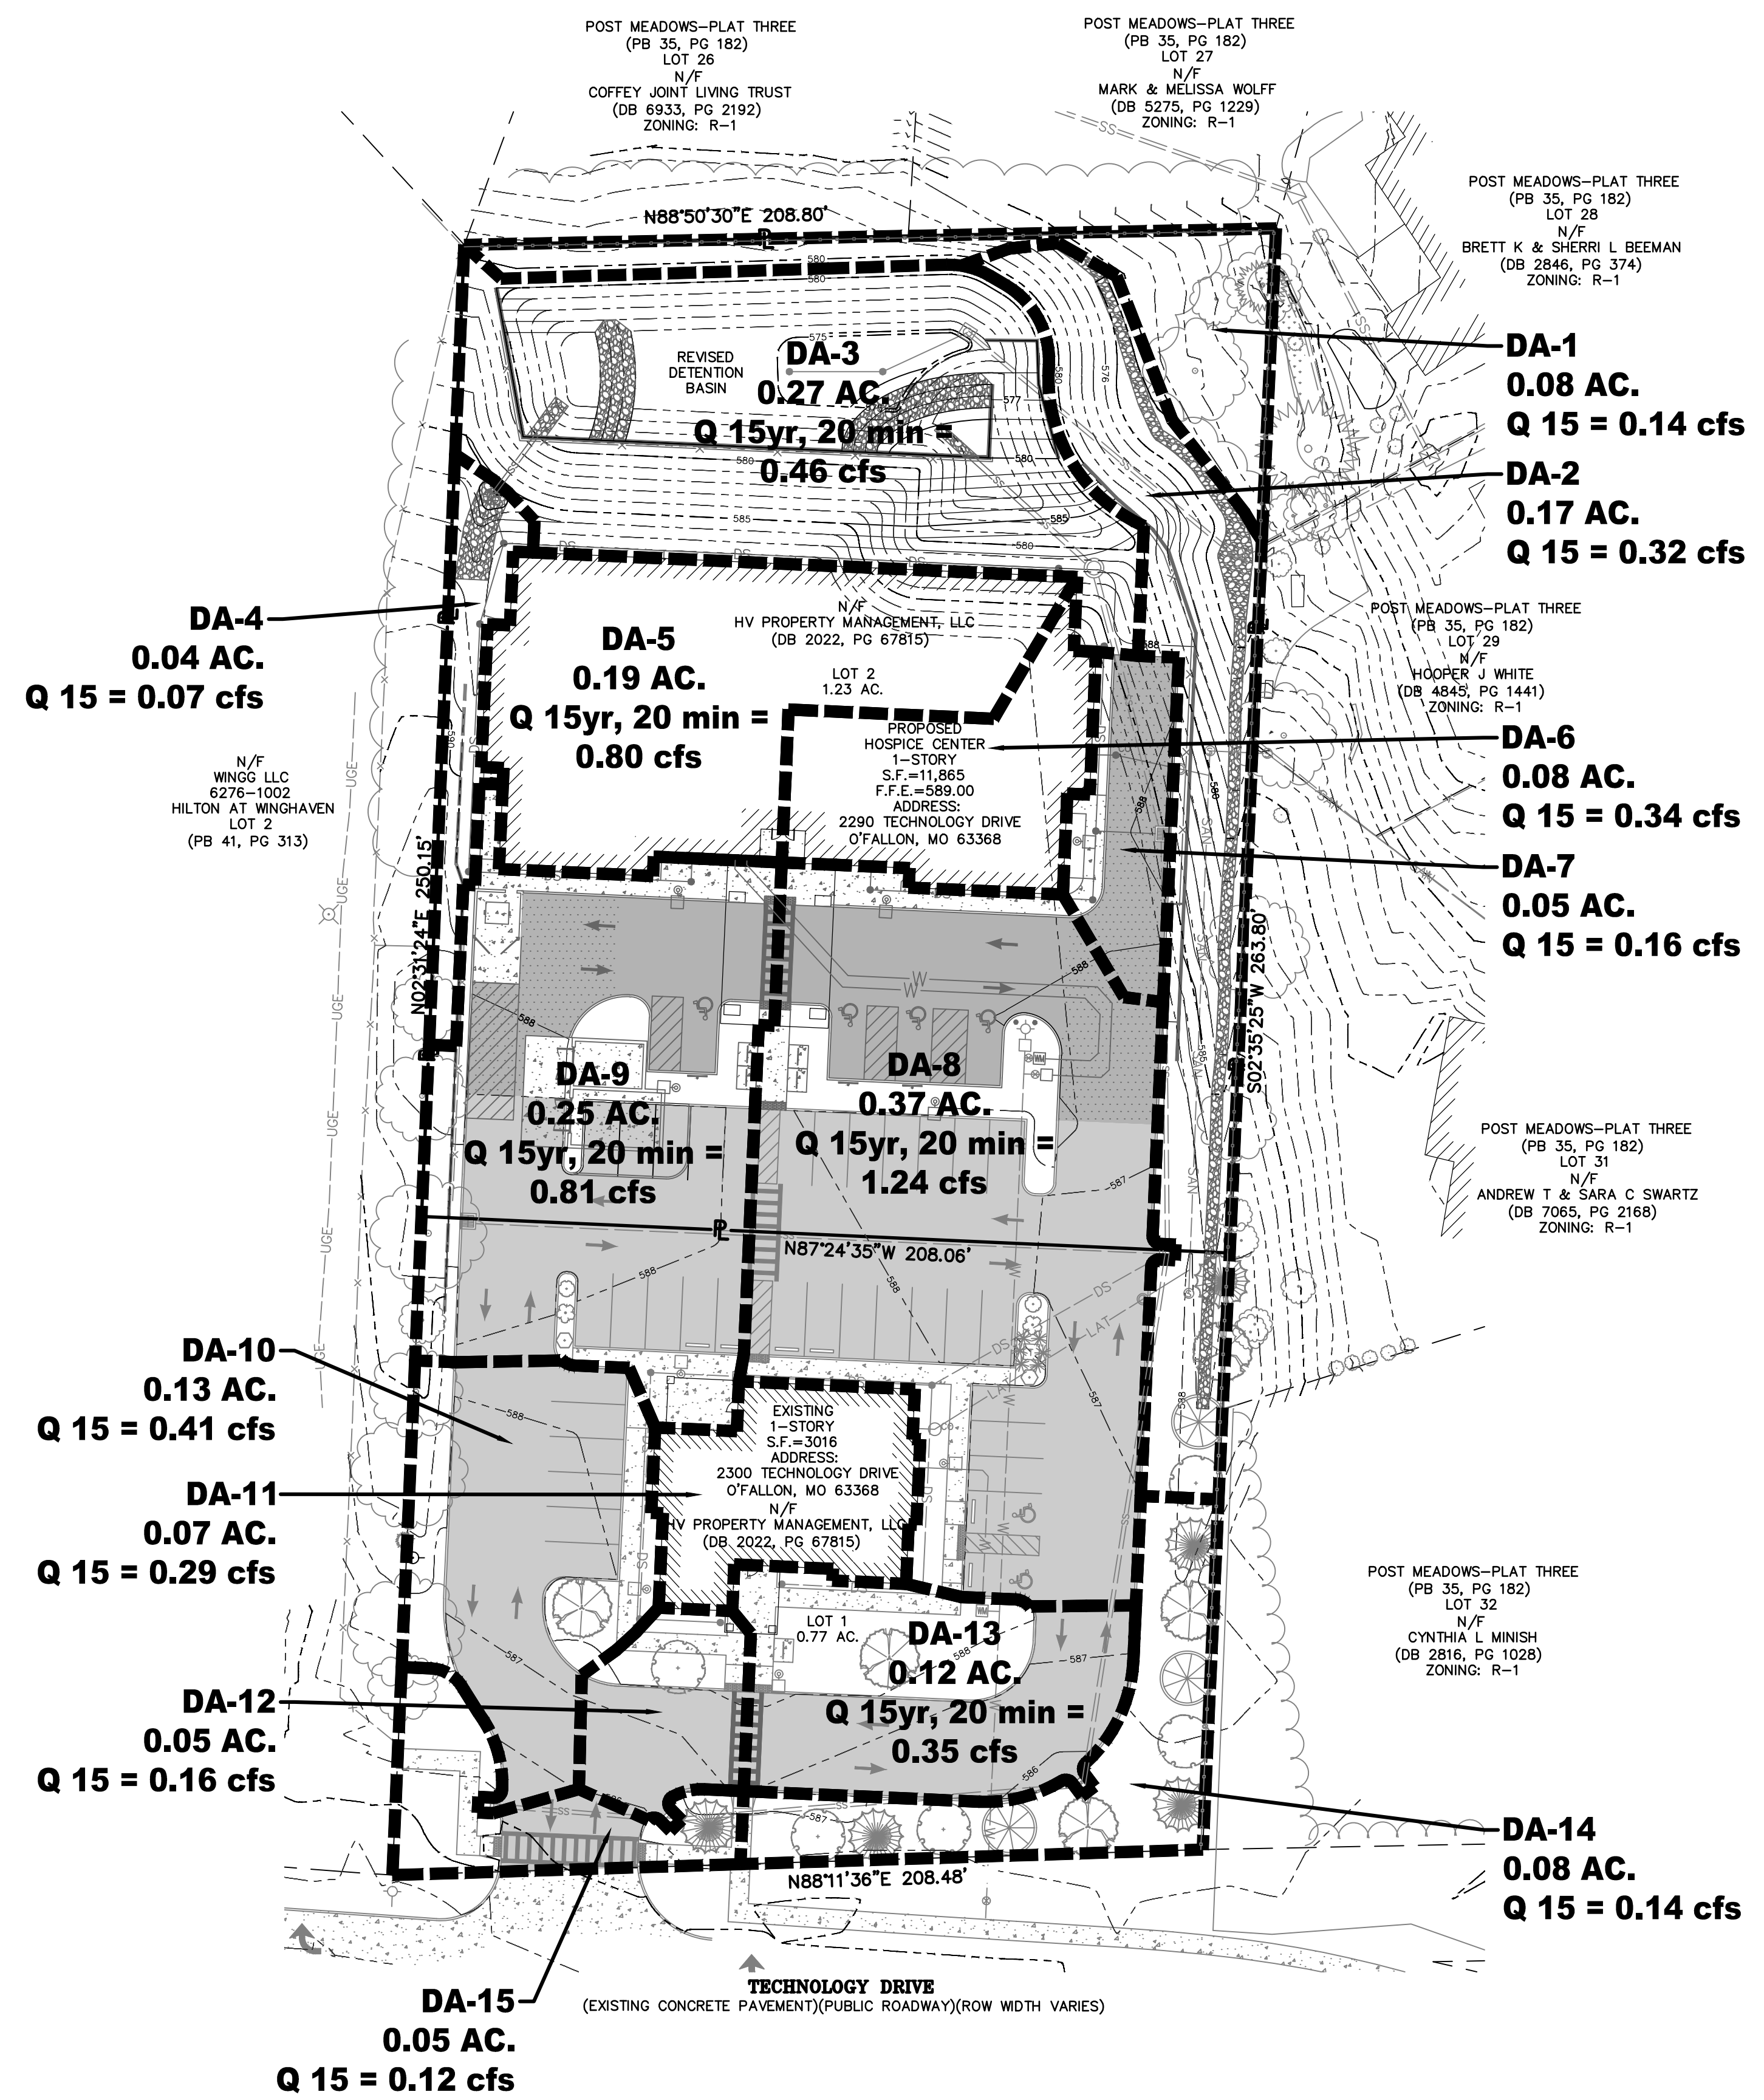 POST MEADOWS-PLAT THREE
(PB 35, PG 182)
LOT 26
N/F
COFFEY JOINT LIVING TRUST
(DB 6933, PG 2192)
ZONING: R-1
POST MEADOWS-PLAT THREE
(PB 35, PG 182)
LOT 27
N/F
MARK & MELISSA WOLFF
(DB 5275, PG 1229)
ZONING: R-1
POST MEADOWS-PLAT THREE
(PB 35, PG 182)
LOT 28
N/F
BRETT K & SHERRI L BEEMAN
(DB 2846, PG 374)
ZONING: R-1
N88°50'30"E 208.80'
REVISED
DETENTION
BASIN
DA-3
0.27 AC.
Q 15yr, 20 min =
0.46 cfs
DA-1
0.08 AC.
Q 15 = 0.14 cfs
DA-2
0.17 AC.
Q 15 = 0.32 cfs
DA-4
0.04 AC.
Q 15 = 0.07 cfs
N/F
HV PROPERTY MANAGEMENT, LLC
(DB 2022, PG 67815)
LOT 2
1.23 AC.
DA-5
0.19 AC.
Q 15yr, 20 min =
0.80 cfs
POST MEADOWS-PLAT THREE
(PB 35, PG 182)
LOT 29
N/F
HOOPER J WHITE
(DB 4845, PG 1441)
ZONING: R-1
PROPOSED
HOSPICE CENTER
1-STORY
S.F.=11,865
F.F.E.=589.00
ADDRESS:
2290 TECHNOLOGY DRIVE
O'FALLON, MO 63368
DA-6
0.08 AC.
Q 15 = 0.34 cfs
DA-7
0.05 AC.
Q 15 = 0.16 cfs
N/F
WINGG LLC
6276-1002
HILTON AT WINGHAVEN
LOT 2
(PB 41, PG 313)
N02°31'24"E 250.15'
S02°35'25"W 263.80'
DA-9
0.25 AC.
Q 15yr, 20 min =
0.81 cfs
DA-8
0.37 AC.
Q 15yr, 20 min =
1.24 cfs
POST MEADOWS-PLAT THREE
(PB 35, PG 182)
LOT 31
N/F
ANDREW T & SARA C SWARTZ
(DB 7065, PG 2168)
ZONING: R-1
N87°24'35"W 208.06'
DA-10
0.13 AC.
Q 15 = 0.41 cfs
DA-11
0.07 AC.
Q 15 = 0.29 cfs
EXISTING
1-STORY
S.F.=3016
ADDRESS:
2300 TECHNOLOGY DRIVE
O'FALLON, MO 63368
N/F
HV PROPERTY MANAGEMENT, LLC
(DB 2022, PG 67815)
POST MEADOWS-PLAT THREE
(PB 35, PG 182)
LOT 32
N/F
CYNTHIA L MINISH
(DB 2816, PG 1028)
ZONING: R-1
LOT 1
0.77 AC.
DA-13
0.12 AC.
Q 15yr, 20 min =
0.35 cfs
DA-12
0.05 AC.
Q 15 = 0.16 cfs
DA-14
0.08 AC.
Q 15 = 0.14 cfs
N88°11'36"E 208.48'
TECHNOLOGY DRIVE
(EXISTING CONCRETE PAVEMENT)(PUBLIC ROADWAY)(ROW WIDTH VARIES)
DA-15
0.05 AC.
Q 15 = 0.12 cfs